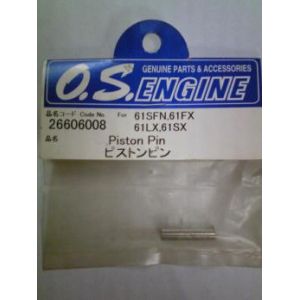 GENUINE PARTS & ACCESSORIES
O.S. ENGINE
品名コード Code No. For 61SFN,61FX
26606008 61LX,61SX
品名 Piston Pin
ピストンピン